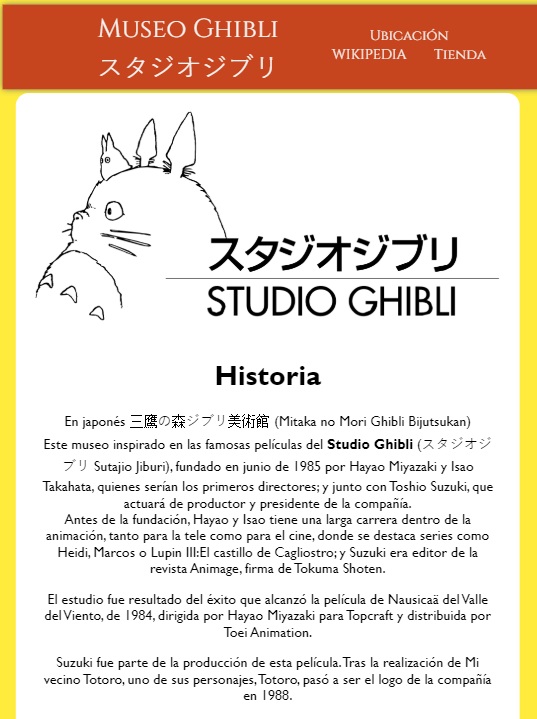 Museo Ghibli
スタジオジブリ
Ubicación
WIKIPEDIA Tienda
スタジオジブリ
STUDIO GHIBLI
Historia
En japonés 三鷹の森ジブリ美術館 (Mitaka no Mori Ghibli Bijutsukan)
Este museo inspirado en las famosas películas del Studio Ghibli (スタジオジ
ブリ Sutajio Jiburi), fundado en junio de 1985 por Hayao Miyazaki y Isao
Takahata, quienes serían los primeros directores; y junto con Toshio Suzuki, que
actuará de productor y presidente de la compañía.
Antes de la fundación, Hayao y Isao tiene una larga carrera dentro de la
animación, tanto para la tele como para el cine, donde se destaca series como
Heidi, Marcos o Lupin III:El castillo de Cagliostro; y Suzuki era editor de la
revista Animage, firma de Tokuma Shoten.
El estudio fue resultado del éxito que alcanzó la película de Nausicaä del Valle
del Viento, de 1984, dirigida por Hayao Miyazaki para Topcraft y distribuida por
Toei Animation.
Suzuki fue parte de la producción de esta película. Tras la realización de Mi
vecino Totoro, uno de sus personajes, Totoro, pasó a ser el logo de la compañía
en 1988.